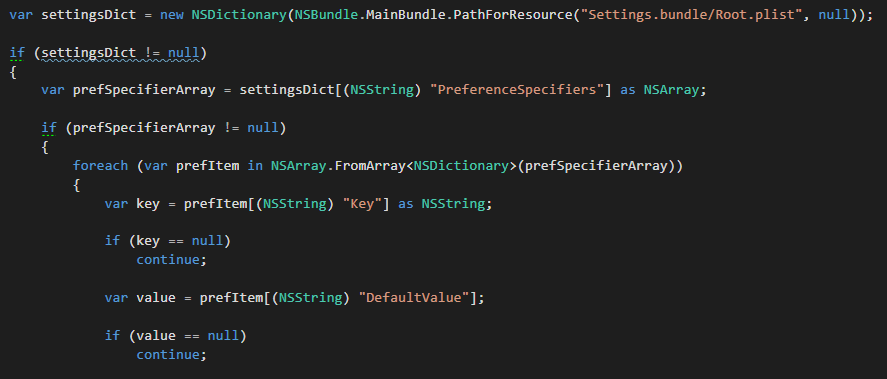 var settingsDict = new NSDictionary(NSBundle.MainBundle.PathForResource("Settings.bundle/Root.plist", null));
if (settingsDict != null)
{
var prefSpecifierArray = settingsDict[(NSString) "PreferenceSpecifiers"] as NSArray;
if (prefSpecifierArray != null)
{
foreach (var prefItem in NSArray.FromArray<NSDictionary>(prefSpecifierArray))
{
var key = prefItem[(NSString) "Key"] as NSString;
if (key == null)
continue;
var value = prefItem[(NSString) "DefaultValue"];
if (value == null)
continue;